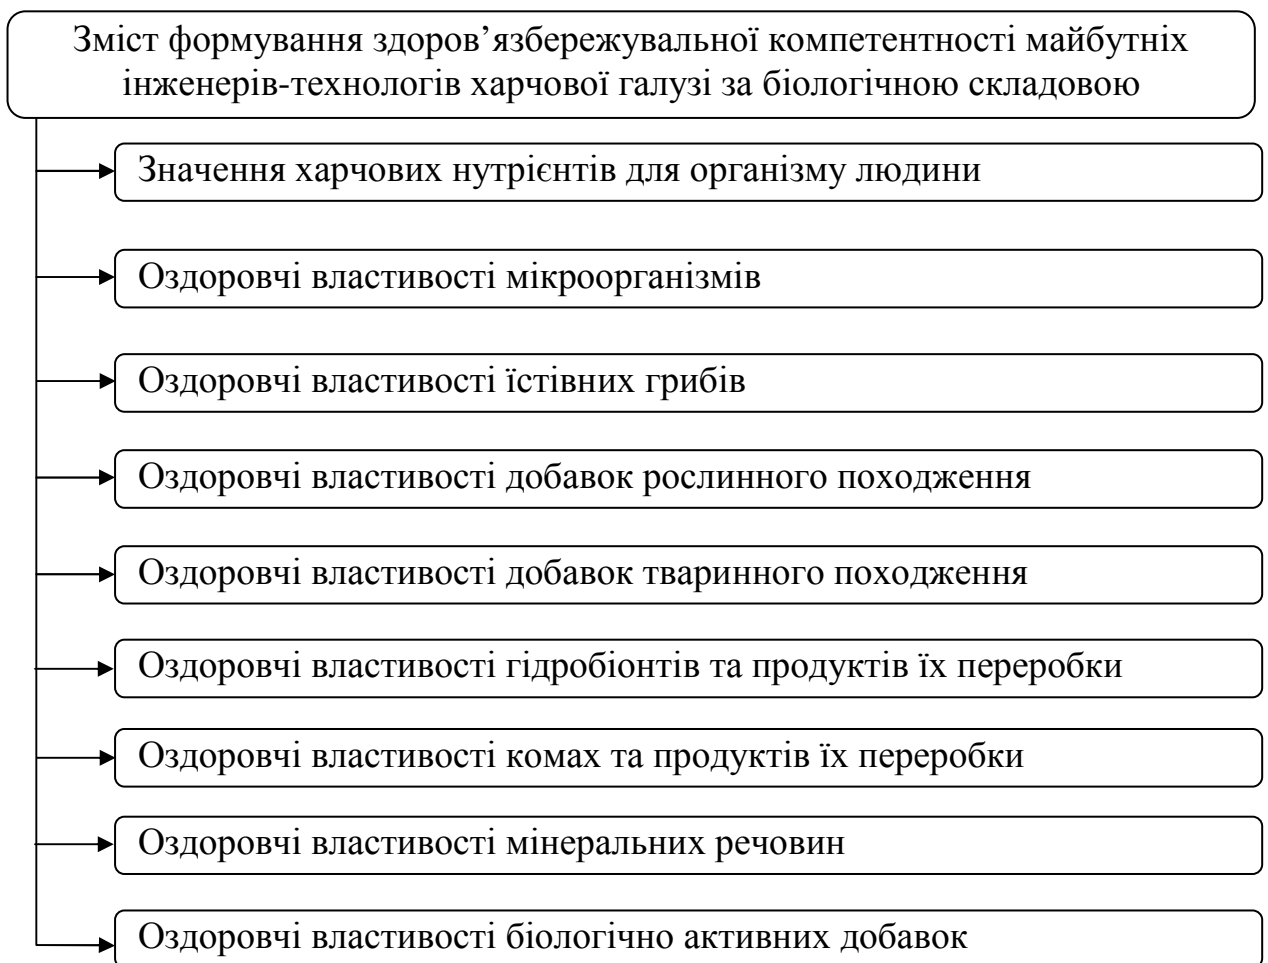 Зміст формування здоров’язбережувальної компетентності майбутніх
інженерів-технологів харчової галузі за біологічною складовою
Значення харчових нутрієнтів для організму людини
Оздоровчі властивості мікроорганізмів
Оздоровчі властивості їстівних грибів
Оздоровчі властивості добавок рослинного походження
Оздоровчі властивості добавок тваринного походження
Оздоровчі властивості гідробіонтів та продуктів їх переробки
Оздоровчі властивості комах та продуктів їх переробки
Оздоровчі властивості мінеральних речовин
Оздоровчі властивості біологічно активних добавок